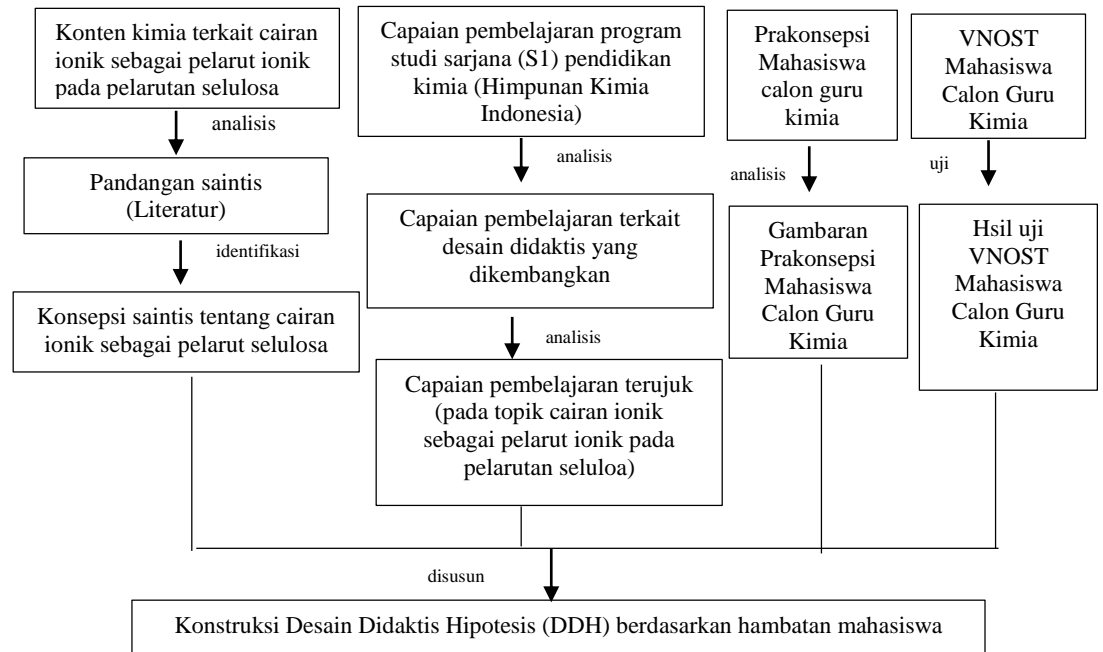 Konten kimia terkait cairan
ionik sebagai pelarut ionik
pada pelarutan selulosa
analisis
Pandangan saintis
(Literatur)
identifikasi
Konsepsi saintis tentang cairan
ionik sebagai pelarut selulosa
Capaian pembelajaran program
studi sarjana (S1) pendidikan
kimia (Himpunan Kimia
Indonesia)
analisis
Capaian pembelajaran terkait
desain didaktis yang
dikembangkan
analisis
Capaian pembelajaran terujuk
(pada topik cairan ionik
sebagai pelarut ionik pada
pelarutan seluloa)
Prakonsepsi
Mahasiswa
calon guru
kimia
analisis
Gambaran
Prakonsepsi
Mahasiswa
Calon Guru
Kimia
VNOST
Mahasiswa
Calon Guru
Kimia
uji
Hsil uji
VNOST
Mahasiswa
Calon Guru
Kimia
disusun
Konstruksi Desain Didaktis Hipotesis (DDH) berdasarkan hambatan mahasiswa